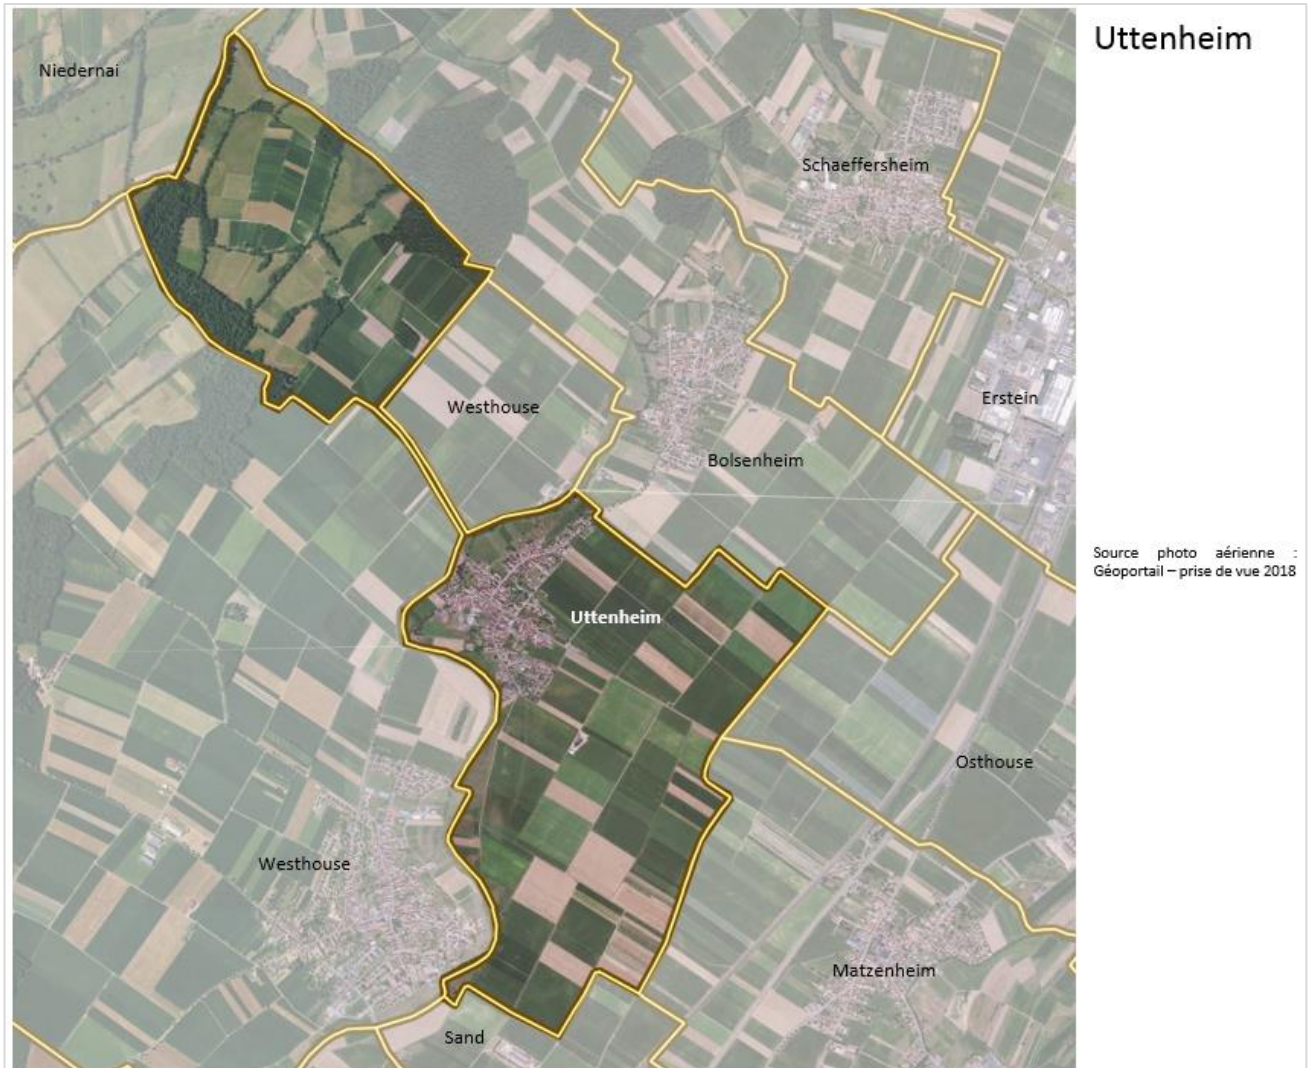 Uttenheim
Niedernai
Schaeffersheim
Erstein
Westhouse
Bolsenheim
Source photo aérienne :
Géoportail – prise de vue 2018
Uttenheim
Osthouse
Westhouse
Matzenheim
Sand